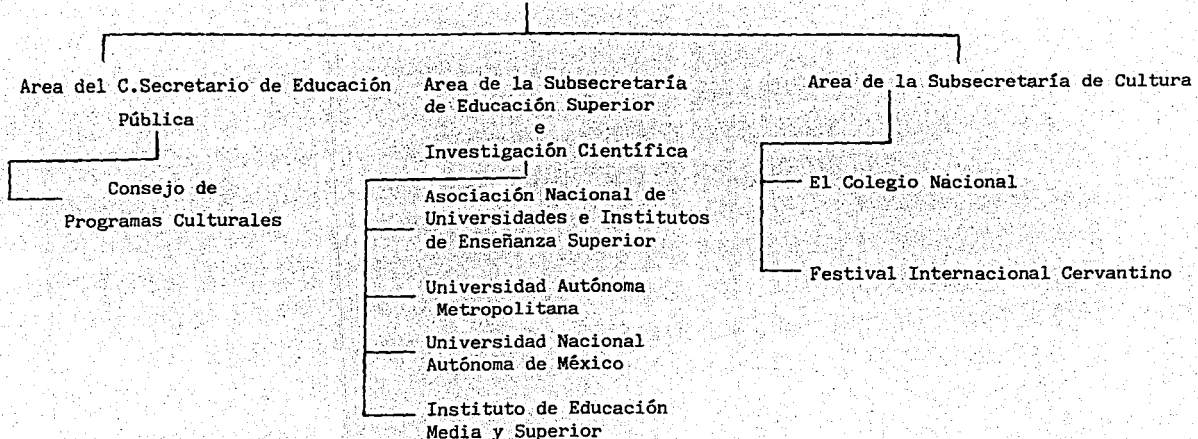 Area del C.Secretario de Educación
Pública
Consejo de
Programas Culturales
Area de la Subsecretaría
de Educación Superior
e
Investigación Científica
Asociación Nacional de
Universidades e Institutos
de Enseñanza Superior
Universidad Autónoma
Metropolitana
Universidad Nacional
Autónoma de México
Instituto de Educación
Media y Superior
Area de la Subsecretaría de Cultura
El Colegio Nacional
Festival Internacional Cervantino